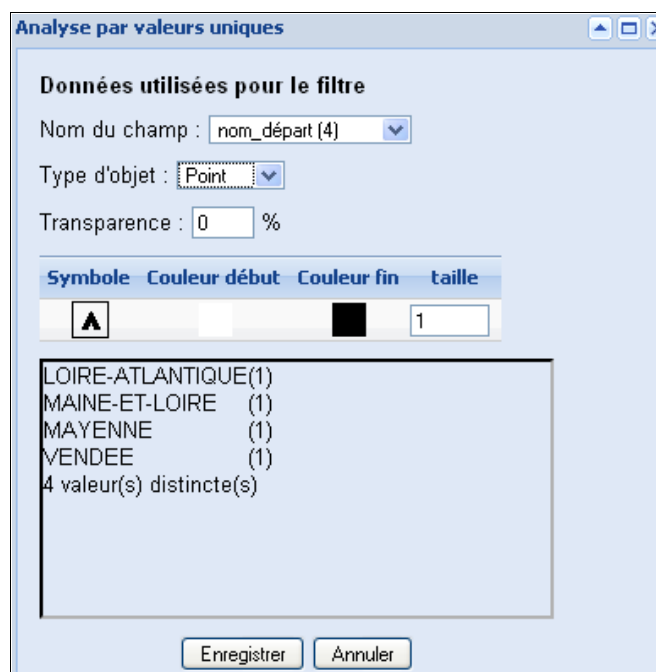 Analyse par valeurs uniques
Données utilisées pour le filtre
Nom du champ : nom_départ (4)
Type d'objet : Point
Transparence : 0 %
Symbole Couleur début Couleur fin taille
1
LOIRE-ATLANTIQUE(1)
MAINE-ET-LOIRE (1)
MAYENNE (1)
VENDEE (1)
4 valeur(s) distincte(s)
Enregistrer Annuler